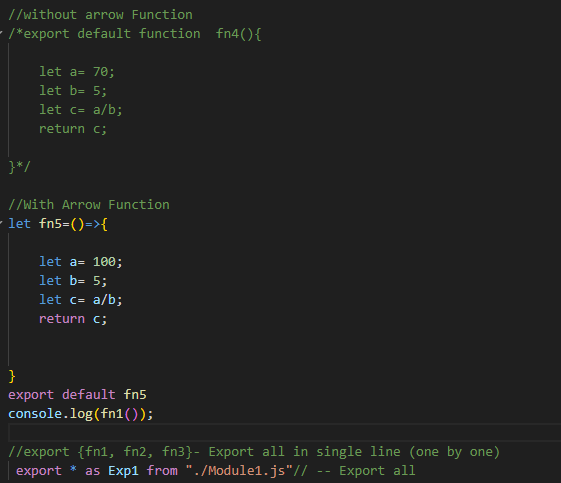 //without arrow Function
/*export default function  fn4(){
let a= 70;
let b= 5;
let c= a/b;
return c;
}*/
//With Arrow Function
let fn5=()=>{
let a= 100;
let b= 5;
let c= a/b;
return c;
}
export default fn5
console.log(fn1());
//export {fn1, fn2, fn3}- Export all in single line (one by one)
export * as Exp1 from "./Module1.js"// -- Export all